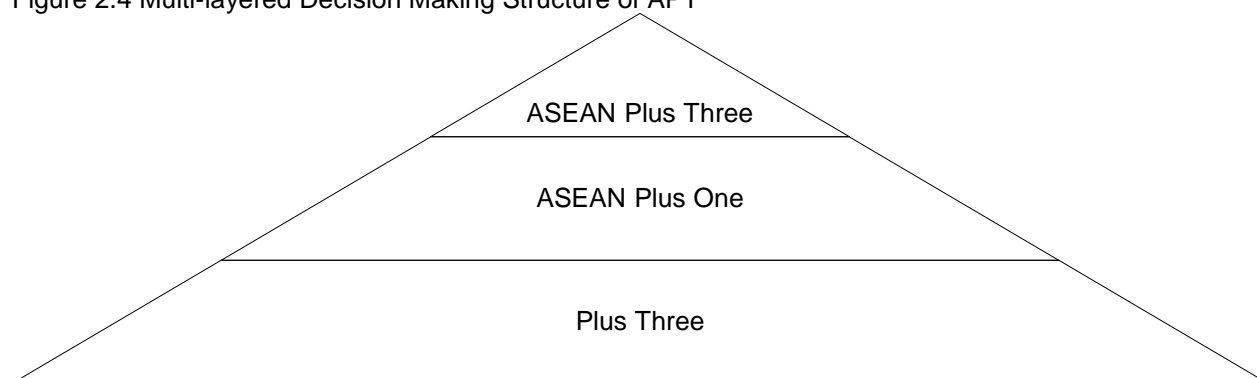 Figure 2.4 Multi-layered Decision Making Structure of APT
ASEAN Plus Three
ASEAN Plus One
Plus Three